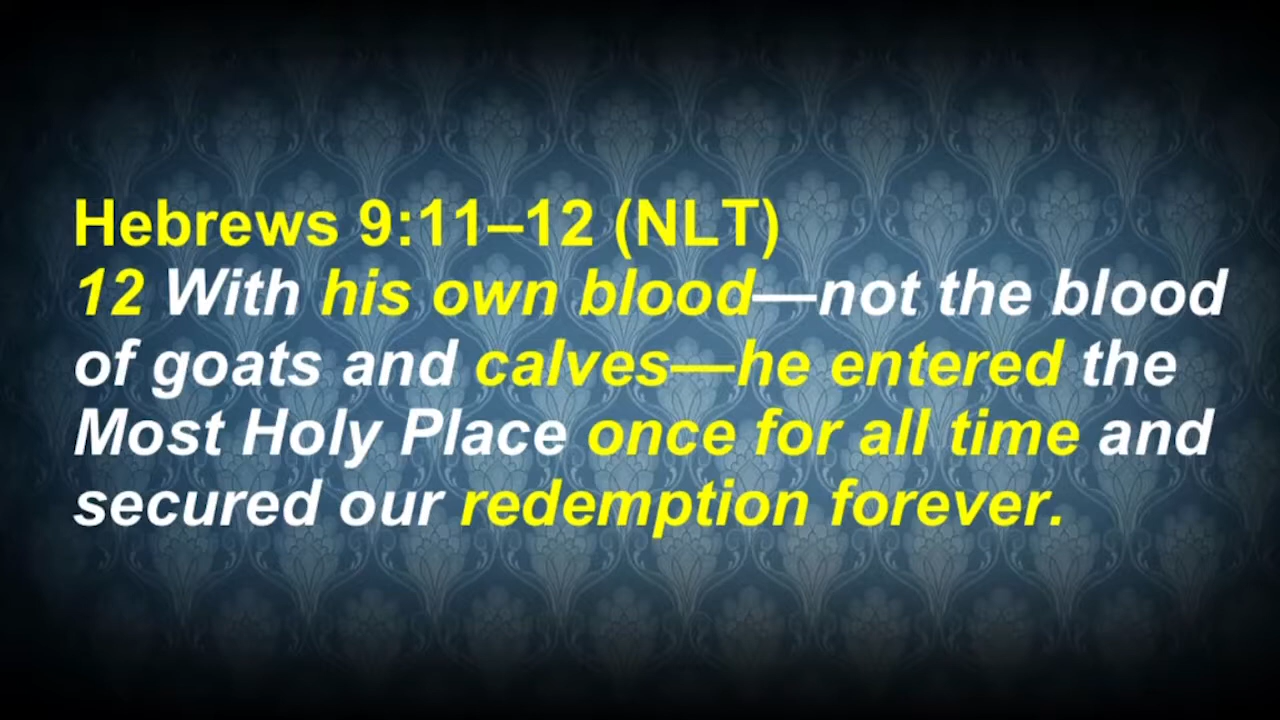 Hebrews 9:11–12 (NLT)
12 With his own blood—not the blood
of goats and calves—he entered the
Most Holy Place once for all time and
secured our redemption forever.